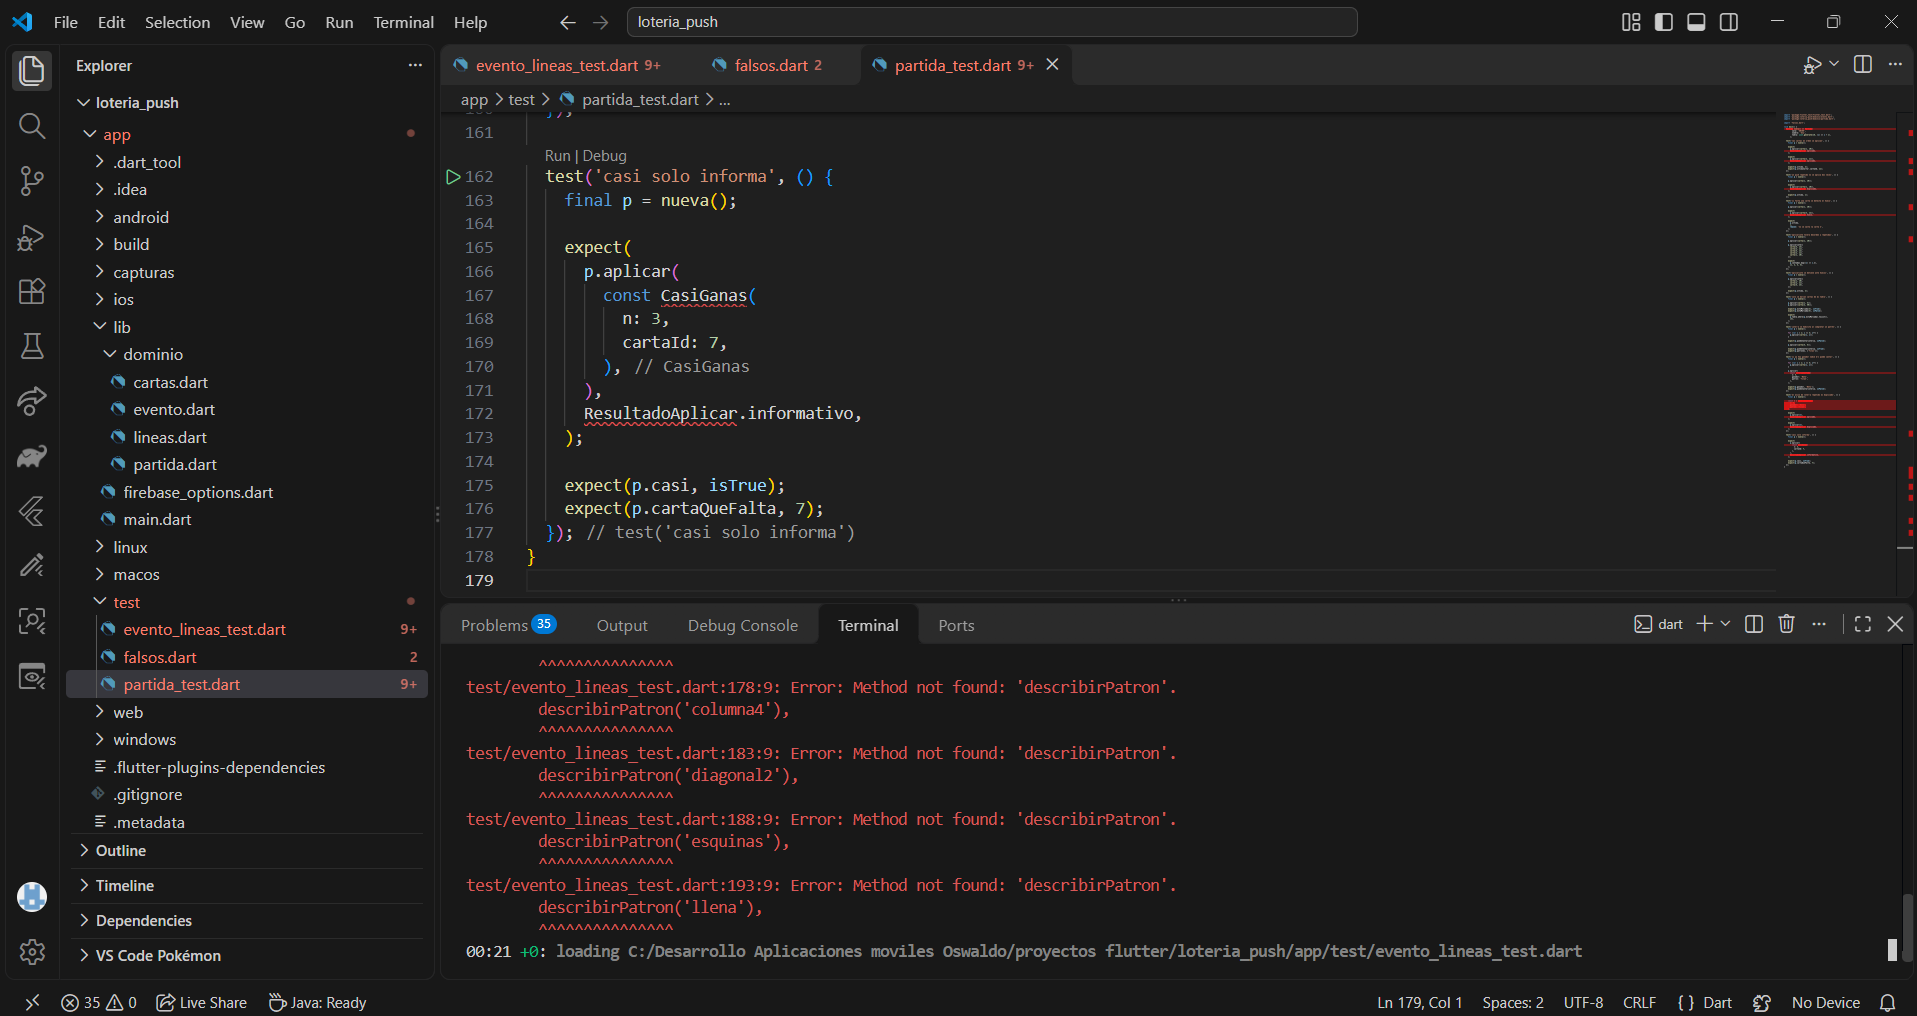 File Edit Selection View Go Run Terminal Help
loteria_push
Explorer
loteria_push
app
.dart_tool
.idea
android
build
capturas
ios
lib
dominio
cartas.dart
evento.dart
lineas.dart
partida.dart
firebase_options.dart
main.dart
linux
macos
test
evento_lineas_test.dart 9+
falsos.dart 2
partida_test.dart 9+
web
windows
.flutter-plugins-dependencies
.gitignore
.metadata
Outline
Timeline
Dependencies
VS Code Pokémon
evento_lineas_test.dart 9+ falsos.dart 2 partida_test.dart 9+
app > test > partida_test.dart > ...
161
Run | Debug
162 test('casi solo informa', () {
163 final p = nueva();
164
165 expect(
166 p.aplicar(
167 const CasiGanas(
168 n: 3,
169 cartaId: 7,
170 ), // CasiGanas
171 ),
172 ResultadoAplicar.informativo,
173 );
174
175 expect(p.casi, isTrue);
176 expect(p.cartaQueFalta, 7);
177 }); // test('casi solo informa')
178 }
179
Problems 35 Output Debug Console Terminal Ports
dart
^^^^^^^^^^^^^^^
test/evento_lineas_test.dart:178:9: Error: Method not found: 'describirPatron'.
describirPatron('columna4'),
^^^^^^^^^^^^^^^
test/evento_lineas_test.dart:183:9: Error: Method not found: 'describirPatron'.
describirPatron('diagonal2'),
^^^^^^^^^^^^^^^
test/evento_lineas_test.dart:188:9: Error: Method not found: 'describirPatron'.
describirPatron('esquinas'),
^^^^^^^^^^^^^^^
test/evento_lineas_test.dart:193:9: Error: Method not found: 'describirPatron'.
describirPatron('llena'),
^^^^^^^^^^^^^^^
00:21 +0: loading C:/Desarrollo Aplicaciones moviles Oswaldo/proyectos flutter/loteria_push/app/test/evento_lineas_test.dart
35 0 Live Share Java: Ready
Ln 179, Col 1 Spaces: 2 UTF-8 CRLF { } Dart No Device